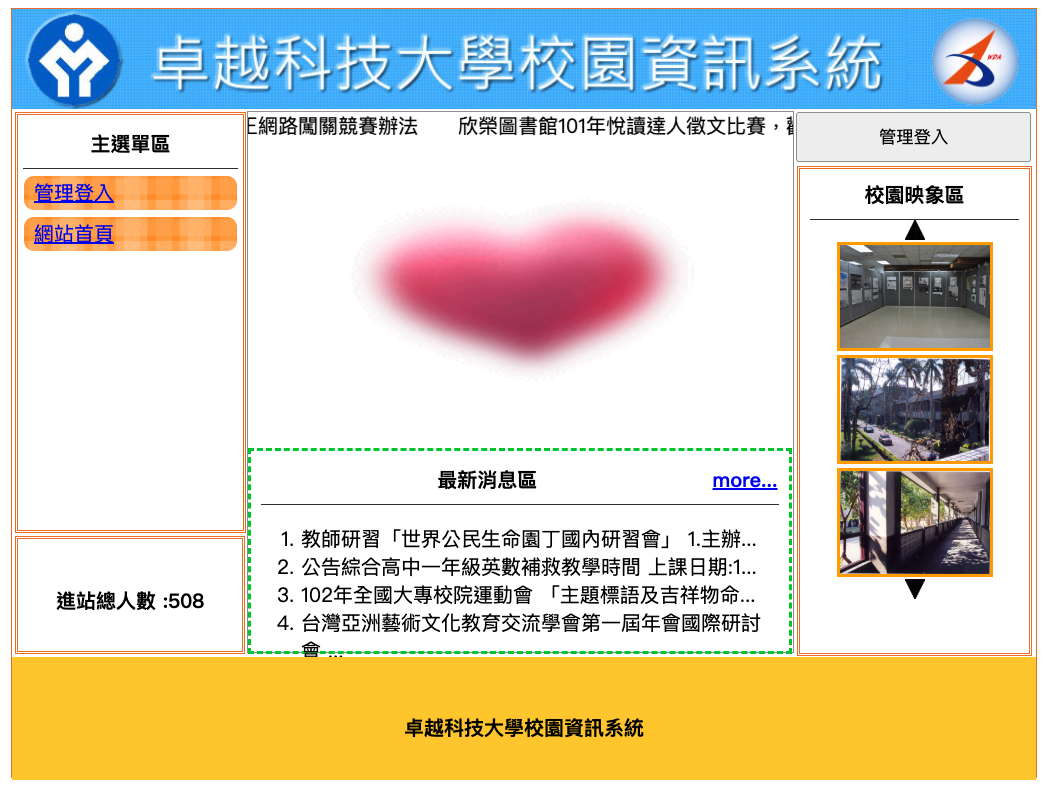 卓越科技大學校園資訊系統
WDA
主選單區
管理登入
網站首頁
進站總人數 :508
網路闖關競賽辦法 欣榮圖書館101年悅讀達人徵文比賽，
最新消息區 more...
1. 教師研習「世界公民生命園丁國內研習會」 1.主辦...
2. 公告綜合高中一年級英數補救教學時間 上課日期:1...
3. 102年全國大專校院運動會 「主題標語及吉祥物命...
4. 台灣亞洲藝術文化教育交流學會第一屆年會國際研討
會 ...
管理登入
校園映象區
卓越科技大學校園資訊系統